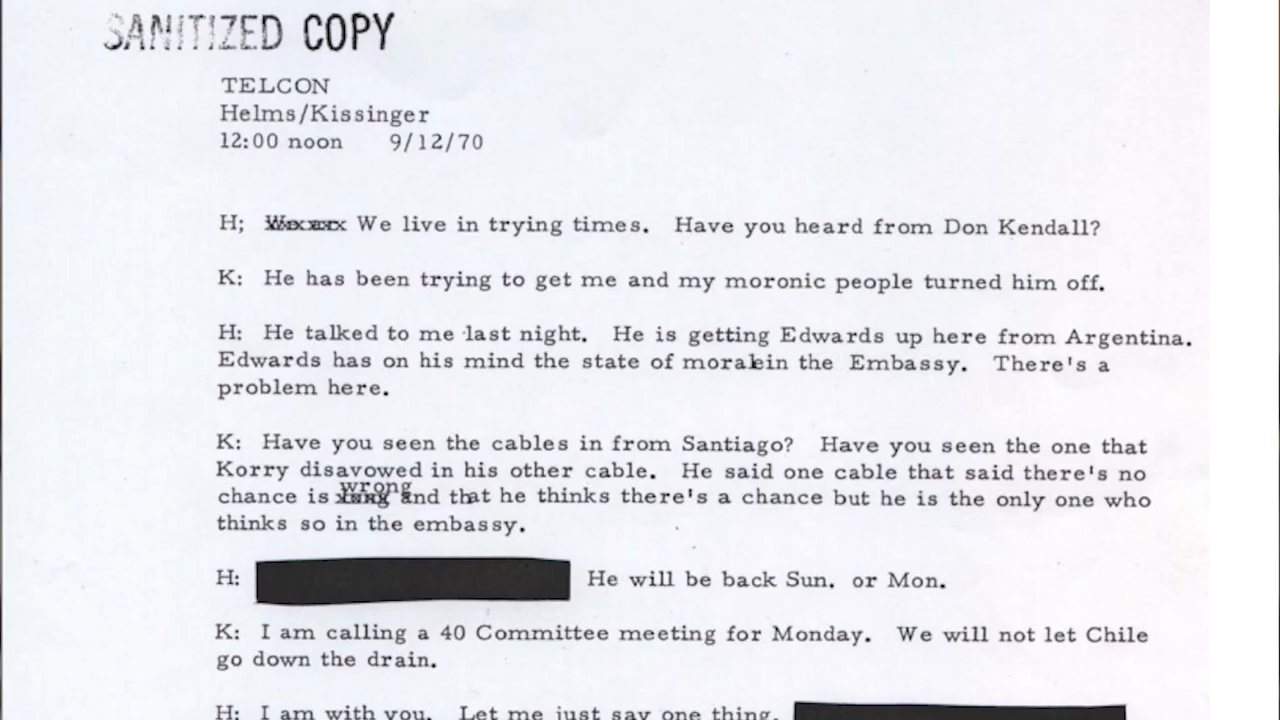 SANITIZED COPY
TELCON
Helms/Kissinger
12:00 noon 9/12/70
H; We live in trying times. Have you heard from Don Kendall?
K: He has been trying to get me and my moronic people turned him off.
H: He talked to me last night. He is getting Edwards up here from Argentina.
Edwards has on his mind the state of moralein the Embassy. There's a
problem here.
K: Have you seen the cables in from Santiago? Have you seen the one that
Korry disavowed in his other cable. He said one cable that said there's no
chance is wrong and that he thinks there's a chance but he is the only one who
thinks so in the embassy.
H: He will be back Sun. or Mon.
K: I am calling a 40 Committee meeting for Monday. We will not let Chile
go down the drain.
H: I am with you. Let me just say one thing.